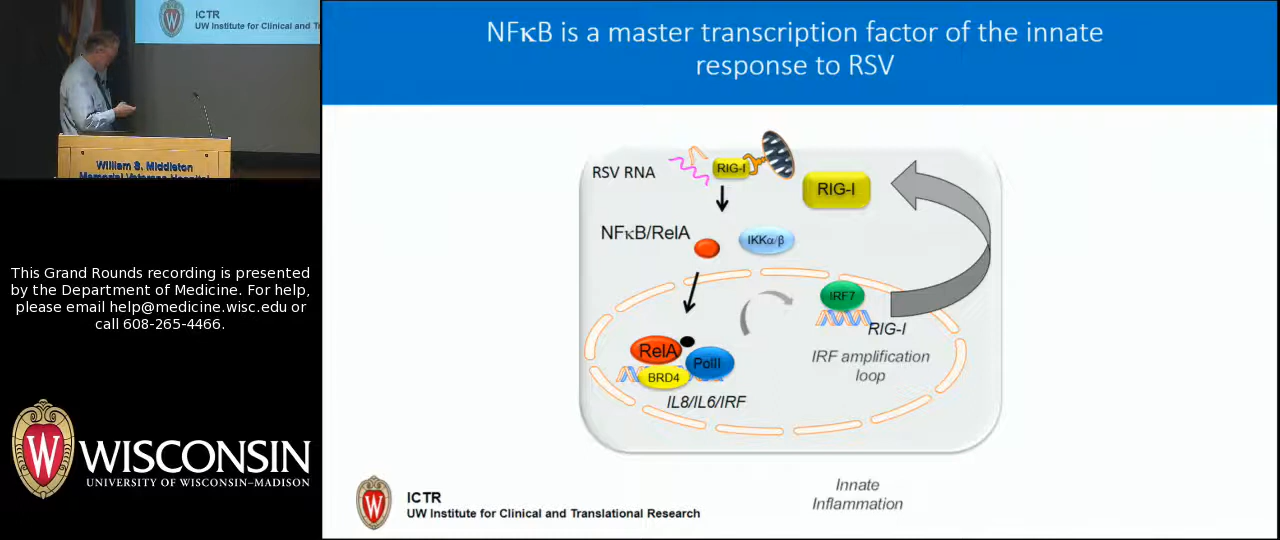 ICTR
UW Institute for Clinical and T
William S. Middleton
Memorial Veterans Hospital
This Grand Rounds recording is presented
by the Department of Medicine. For help,
please email help@medicine.wisc.edu or
call 608-265-4466.
W
WISCONSIN
UNIVERSITY OF WISCONSIN–MADISON
NFκB is a master transcription factor of the innate
response to RSV
RSV RNA
RIG-I
RIG-I
NFκB/RelA
IKKα/β
IRF7
RIG-I
RelA
PolII
BRD4
IRF amplification
loop
IL8/IL6/IRF
Innate
Inflammation
W
ICTR
UW Institute for Clinical and Translational Research